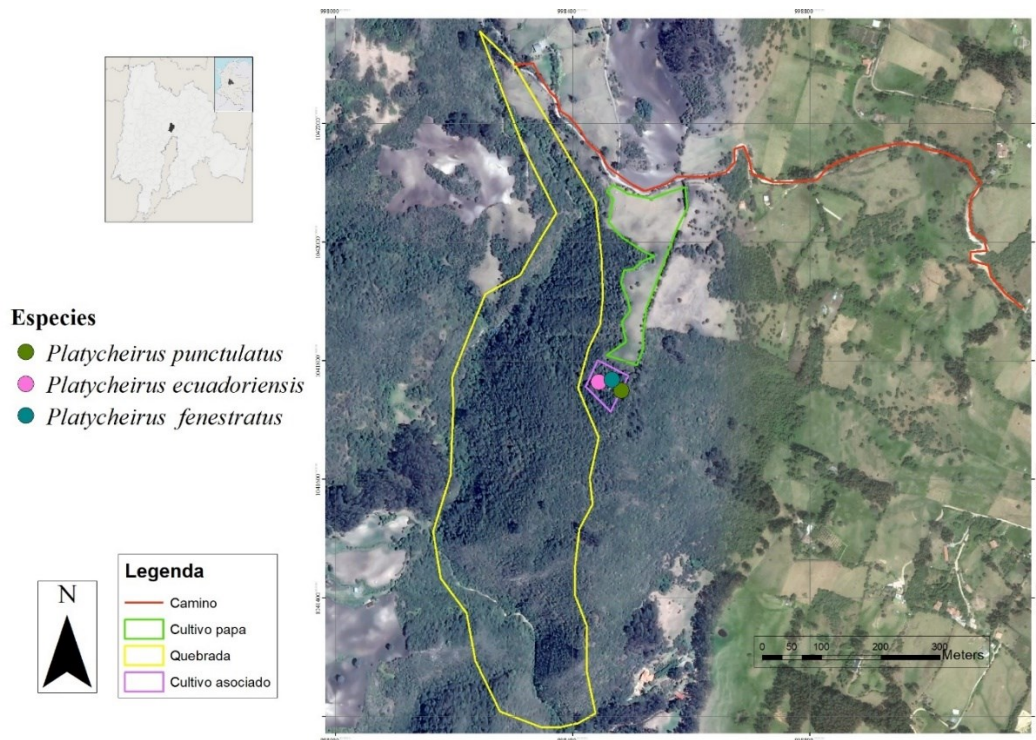 Especies
Platycheirus punctulatus
Platycheirus ecuadoriensis
Platycheirus fenestratus
N
Legenda
Camino
Cultivo papa
Quebrada
Cultivo asociado
0 50 100 200 300
Meters